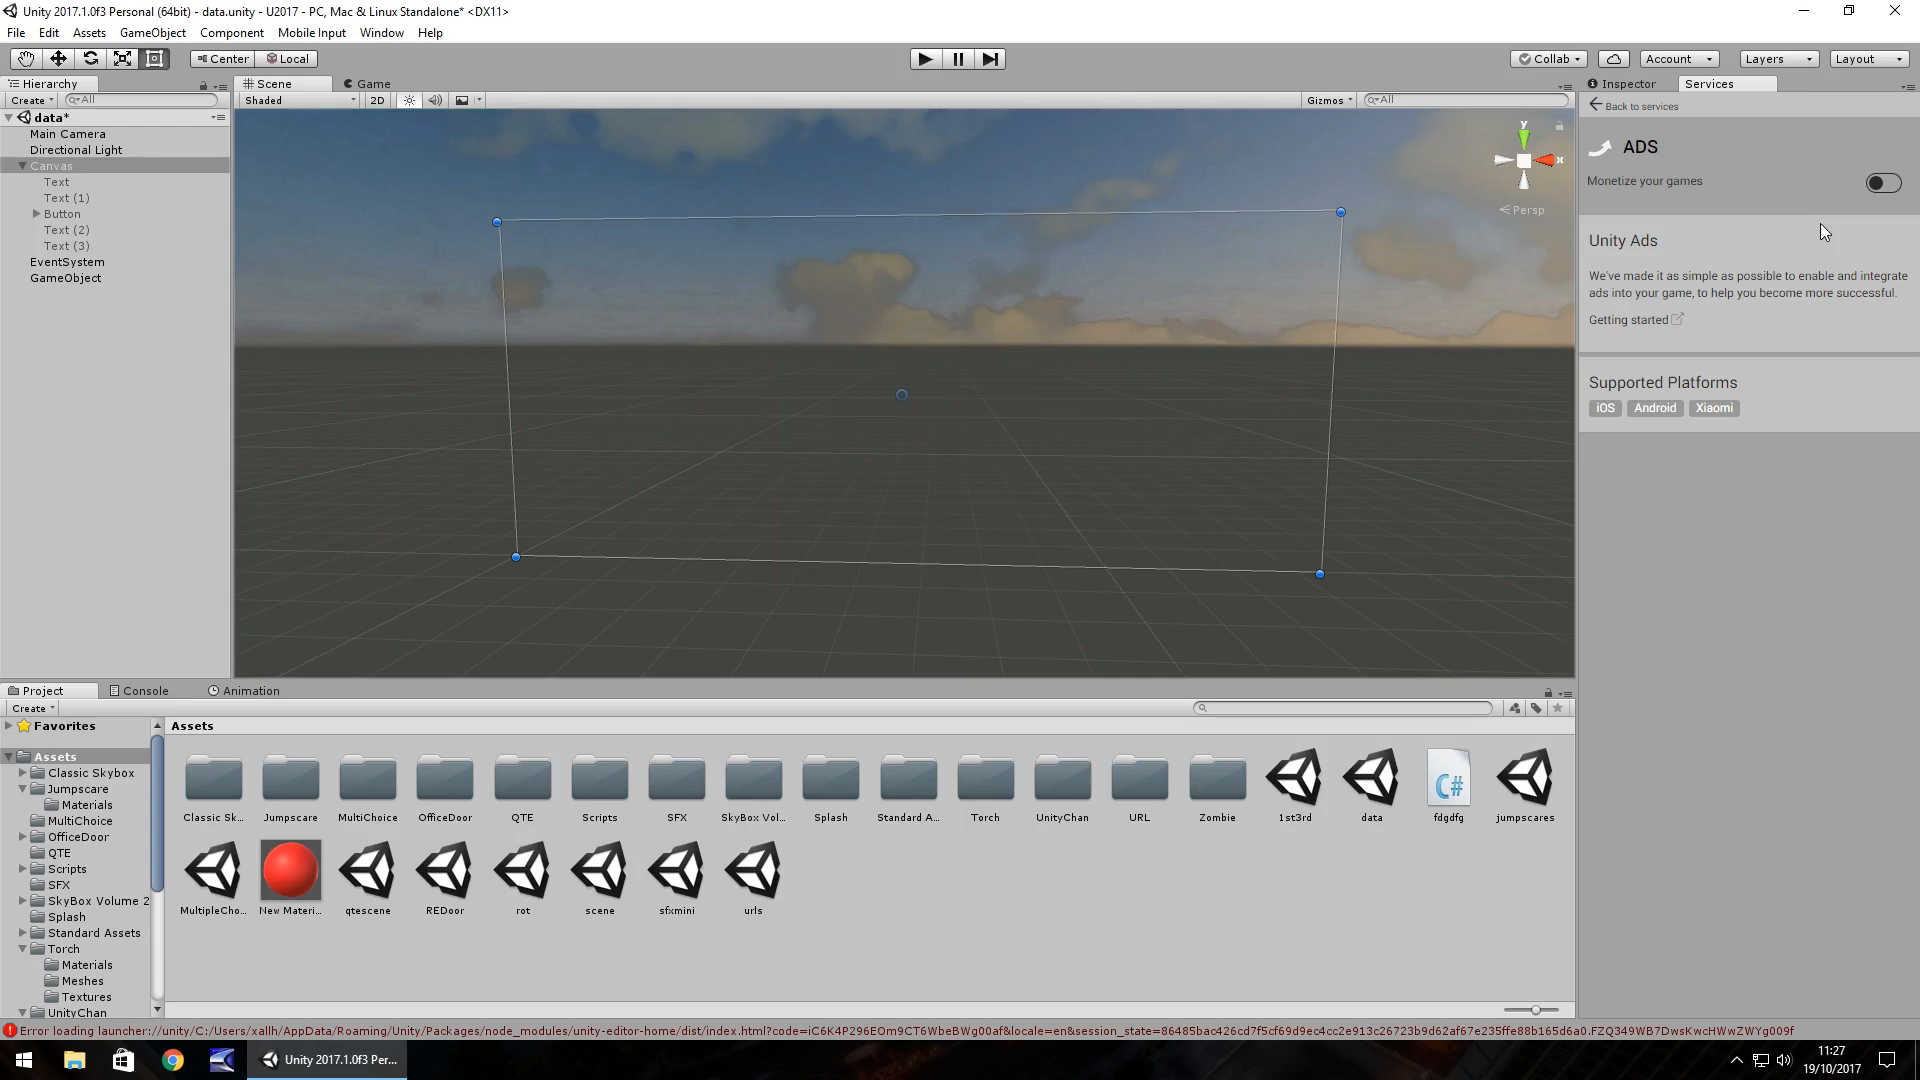 Unity 2017.1.0f3 Personal (64bit) - data.unity - U2017 - PC, Mac & Linux Standalone* <DX11>
File Edit Assets GameObject Component Mobile Input Window Help
Center Local Collab Account Layers Layout
Hierarchy
Create All
data*
Main Camera
Directional Light
Canvas
Text
Text (1)
Button
Text (2)
Text (3)
EventSystem
GameObject
Scene Game
Shaded 2D Gizmos All
y
x
Persp
Inspector Services
Back to services
ADS
Monetize your games
Unity Ads
We've made it as simple as possible to enable and integrate
ads into your game, to help you become more successful.
Getting started
Supported Platforms
iOS Android Xiaomi
Project Console Animation
Create
Favorites
Assets
Classic Skybox
Jumpscare
Materials
MultiChoice
OfficeDoor
QTE
Scripts
SFX
SkyBox Volume 2
Splash
Standard Assets
Torch
Materials
Meshes
Textures
UnityChan
Assets
Classic Sk... Jumpscare MultiChoice OfficeDoor QTE Scripts SFX SkyBox Vol... Splash Standard A... Torch UnityChan URL Zombie 1st3rd data fdgdfg jumpscares
C#
MultipleCho... New Materi... qtescene REDoor rot scene sfxmini urls
Error loading launcher://unity/C:/Users/xallh/AppData/Roaming/Unity/Packages/node_modules/unity-editor-home/dist/index.html?code=iC6K4P296EOm9CT6WbeBWg00af&locale=en&session_state=86485bac426cd7f5cf69d9ec4cc2e913c26723b9d62af67e235ffe88b165d6a0.FZQ349WB7DwsKwcHWwZWYg009f
Unity 2017.1.0f3 Per...
11:27
19/10/2017